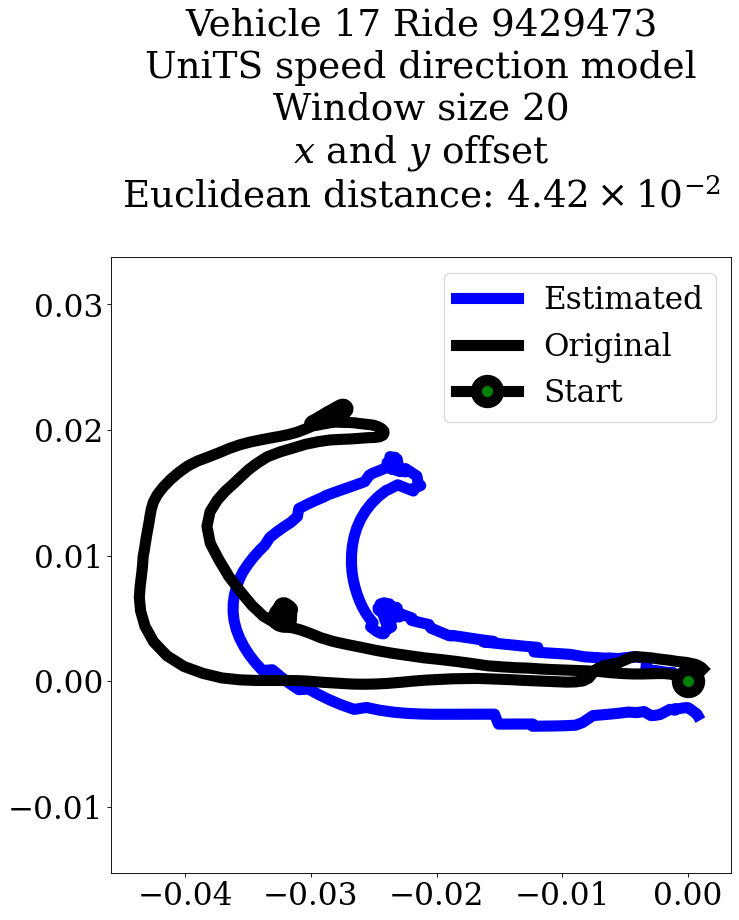 Vehicle 17 Ride 9429473
UniTS speed direction model
Window size 20
x and y offset
Euclidean distance: 4.42 × 10⁻²
Estimated
Original
Start
0.03
0.02
0.01
0.00
−0.01
−0.04 −0.03 −0.02 −0.01 0.00